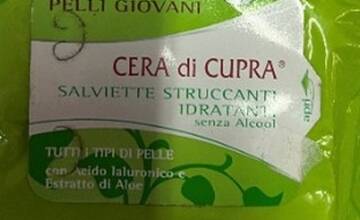 PELLI GIOVANI
CERA di CUPRA®
SALVIETTE STRUCCANTI
IDRATANTI
senza Alcool
TUTTI I TIPI DI PELLE
con Acido Ialuronico e
Estratto di Aloe